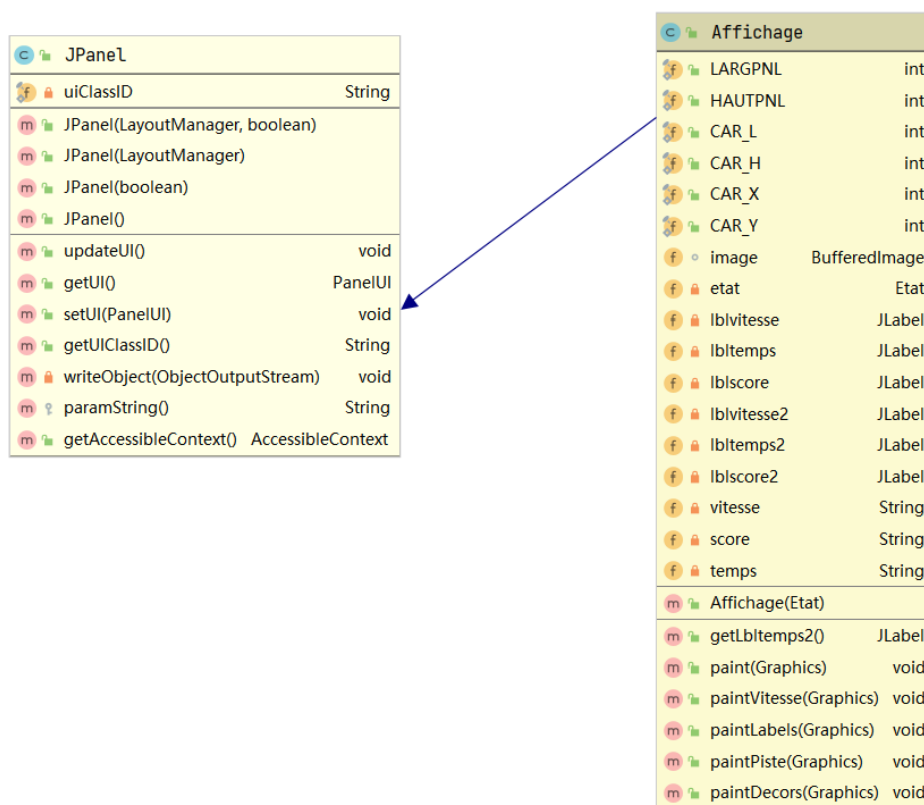 JPanel
uiClassID String
JPanel(LayoutManager, boolean)
JPanel(LayoutManager)
JPanel(boolean)
JPanel()
updateUI() void
getUI() PanelUI
setUI(PanelUI) void
getUIClassID() String
writeObject(ObjectOutputStream) void
paramString() String
getAccessibleContext() AccessibleContext
Affichage
LARGPNL int
HAUTPNL int
CAR_L int
CAR_H int
CAR_X int
CAR_Y int
image BufferedImage
etat Etat
lblvitesse JLabel
lbltemps JLabel
lblscore JLabel
lblvitesse2 JLabel
lbltemps2 JLabel
lblscore2 JLabel
vitesse String
score String
temps String
Affichage(Etat)
getLbltemps2() JLabel
paint(Graphics) void
paintVitesse(Graphics) void
paintLabels(Graphics) void
paintPiste(Graphics) void
paintDecors(Graphics) void